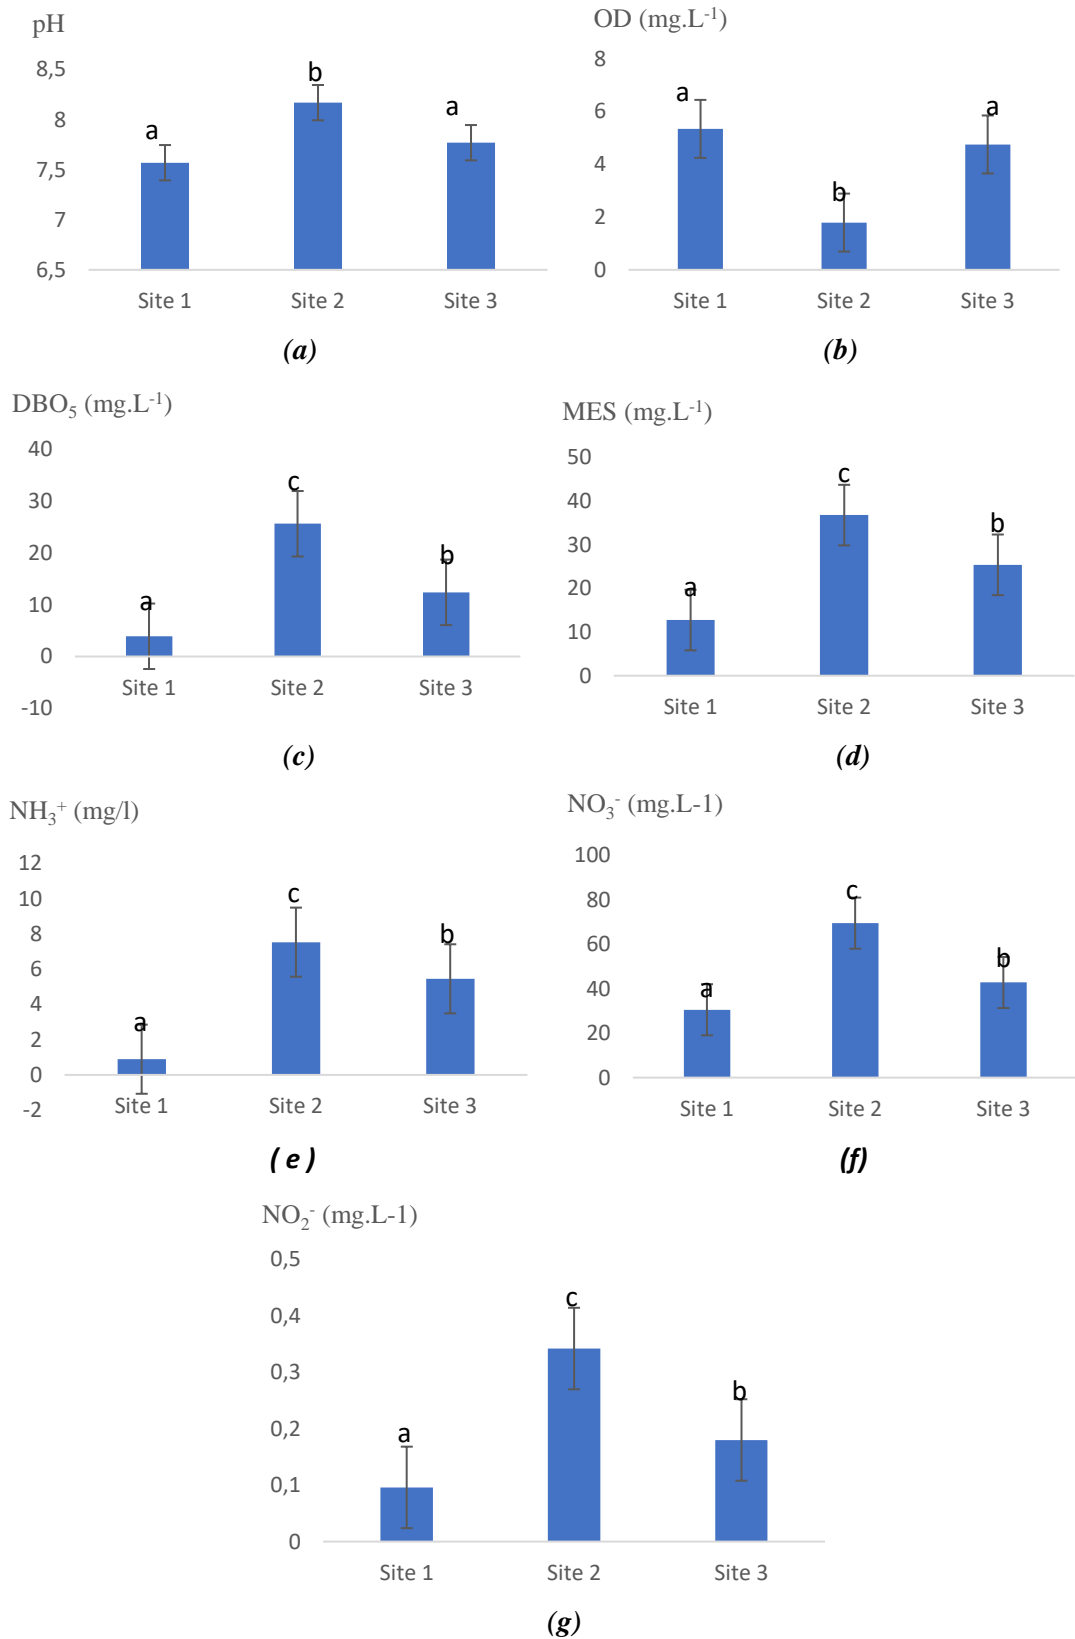 pH
8,5
8
7,5
7
6,5
a
b
a
Site 1 Site 2 Site 3
(a)
OD (mg.L⁻¹)
8
6
4
2
0
a
b
a
Site 1 Site 2 Site 3
(b)
DBO₅ (mg.L⁻¹)
40
30
20
10
0
-10
a
c
b
Site 1 Site 2 Site 3
(c)
MES (mg.L⁻¹)
50
40
30
20
10
0
a
c
b
Site 1 Site 2 Site 3
(d)
NH₃⁺ (mg/l)
12
10
8
6
4
2
0
-2
a
c
b
Site 1 Site 2 Site 3
( e )
NO₃⁻ (mg.L-1)
100
80
60
40
20
0
a
c
b
Site 1 Site 2 Site 3
(f)
NO₂⁻ (mg.L-1)
0,5
0,4
0,3
0,2
0,1
0
a
c
b
Site 1 Site 2 Site 3
(g)